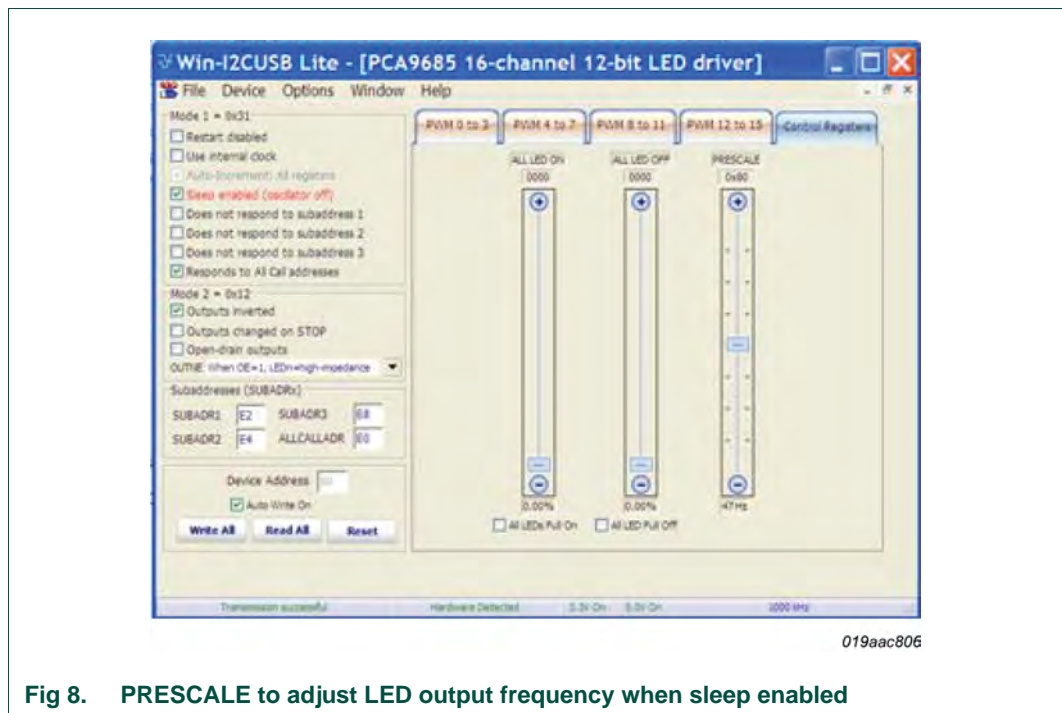 Win-I2CUSB Lite - [PCA9685 16-channel 12-bit LED driver]
File Device Options Window Help
Mode 1 = 0x31
Restart disabled
Use internal clock
Auto-Increment: All registers
Sleep enabled (oscillator off)
Does not respond to subaddress 1
Does not respond to subaddress 2
Does not respond to subaddress 3
Responds to All Call addresses
Mode 2 = 0x12
Outputs inverted
Outputs changed on STOP
Open-drain outputs
OUTNE: When OE=1, LEDn=high-impedance
Subaddresses (SUBADRx)
SUBADR1 E2 SUBADR3 E8
SUBADR2 E4 ALLCALLADR E0
Device Address
Auto Write On
Write All Read All Reset
PWM 0 to 3 PWM 4 to 7 PWM 8 to 11 PWM 12 to 15 Control Registers
ALL LED ON ALL LED OFF PRESCALE
0000 0000 0x80
0.00% 0.00% 47 Hz
All LEDs Full On All LED Full Off
Transmission successful Hardware Detected 3.3V On 5.0V On 1000 kHz
019aac806
Fig 8. PRESCALE to adjust LED output frequency when sleep enabled